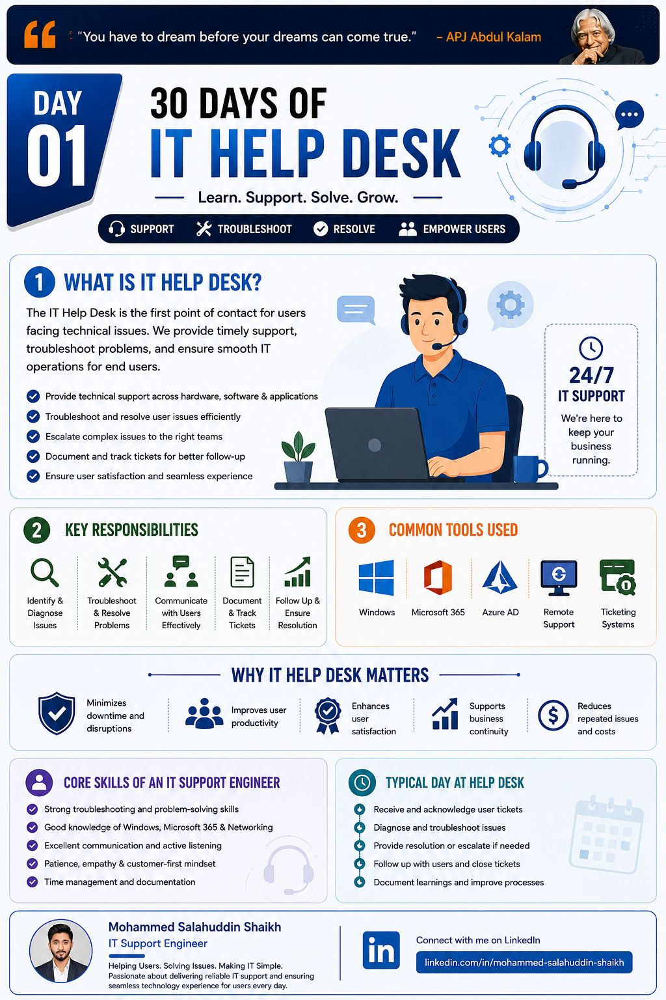 “You have to dream before your dreams can come true.” – APJ Abdul Kalam
DAY
01
30 DAYS OF
IT HELP DESK
Learn. Support. Solve. Grow.
SUPPORT
TROUBLESHOOT
RESOLVE
EMPOWER USERS
1 WHAT IS IT HELP DESK?
The IT Help Desk is the first point of contact for users
facing technical issues. We provide timely support,
troubleshoot problems, and ensure smooth IT
operations for end users.
Provide technical support across hardware, software & applications
Troubleshoot and resolve user issues efficiently
Escalate complex issues to the right teams
Document and track tickets for better follow-up
Ensure user satisfaction and seamless experience
24/7
IT SUPPORT
We're here to
keep your
business
running.
2 KEY RESPONSIBILITIES
Identify &
Diagnose
Issues
Troubleshoot
& Resolve
Problems
Communicate
with Users
Effectively
Document
& Track
Tickets
Follow Up &
Ensure
Resolution
3 COMMON TOOLS USED
Windows
Microsoft 365
Azure AD
Remote
Support
Ticketing
Systems
WHY IT HELP DESK MATTERS
Minimizes
downtime and
disruptions
Improves user
productivity
Enhances
user
satisfaction
Supports
business
continuity
$
Reduces
repeated issues
and costs
CORE SKILLS OF AN IT SUPPORT ENGINEER
Strong troubleshooting and problem-solving skills
Good knowledge of Windows, Microsoft 365 & Networking
Excellent communication and active listening
Patience, empathy & customer-first mindset
Time management and documentation
TYPICAL DAY AT HELP DESK
Receive and acknowledge user tickets
Diagnose and troubleshoot issues
Provide resolution or escalate if needed
Follow up with users and close tickets
Document learnings and improve processes
Mohammed Salahuddin Shaikh
IT Support Engineer
Helping Users. Solving Issues. Making IT Simple.
Passionate about delivering reliable IT support and ensuring
seamless technology experience for users every day.
in
Connect with me on LinkedIn
linkedin.com/in/mohammed-salahuddin-shaikh